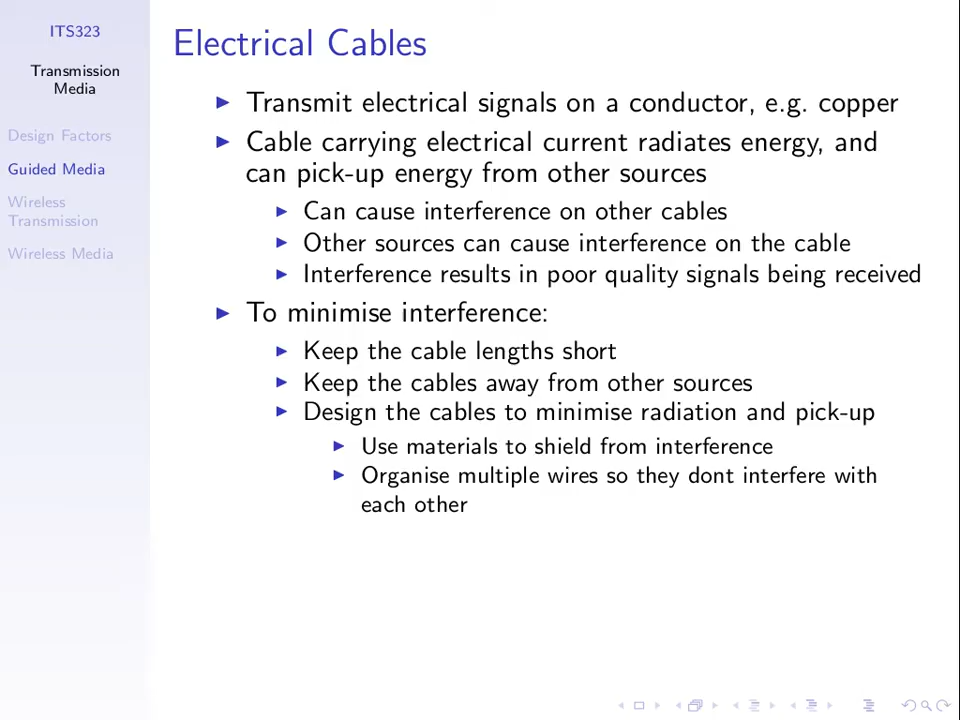 ITS323
Transmission
Media
Design Factors
Guided Media
Wireless
Transmission
Wireless Media
Electrical Cables
Transmit electrical signals on a conductor, e.g. copper
Cable carrying electrical current radiates energy, and
can pick-up energy from other sources
Can cause interference on other cables
Other sources can cause interference on the cable
Interference results in poor quality signals being received
To minimise interference:
Keep the cable lengths short
Keep the cables away from other sources
Design the cables to minimise radiation and pick-up
Use materials to shield from interference
Organise multiple wires so they dont interfere with
each other